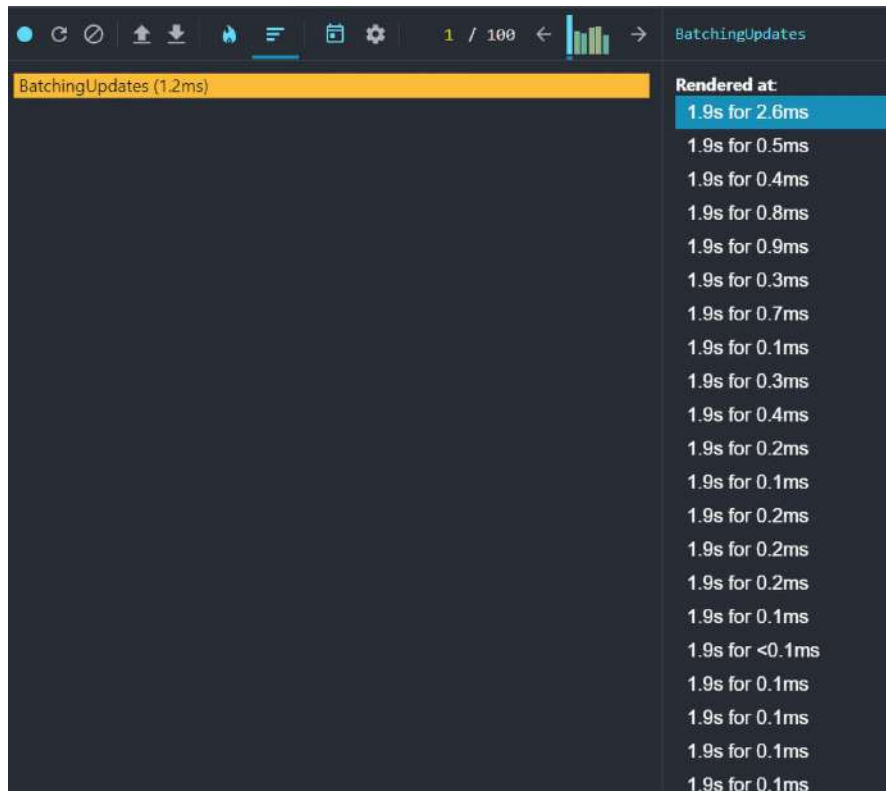 1 / 100
BatchingUpdates
BatchingUpdates (1.2ms)
Rendered at:
1.9s for 2.6ms
1.9s for 0.5ms
1.9s for 0.4ms
1.9s for 0.8ms
1.9s for 0.9ms
1.9s for 0.3ms
1.9s for 0.7ms
1.9s for 0.1ms
1.9s for 0.3ms
1.9s for 0.4ms
1.9s for 0.2ms
1.9s for 0.1ms
1.9s for 0.2ms
1.9s for 0.2ms
1.9s for 0.2ms
1.9s for 0.1ms
1.9s for <0.1ms
1.9s for 0.1ms
1.9s for 0.1ms
1.9s for 0.1ms
1.9s for 0.1ms